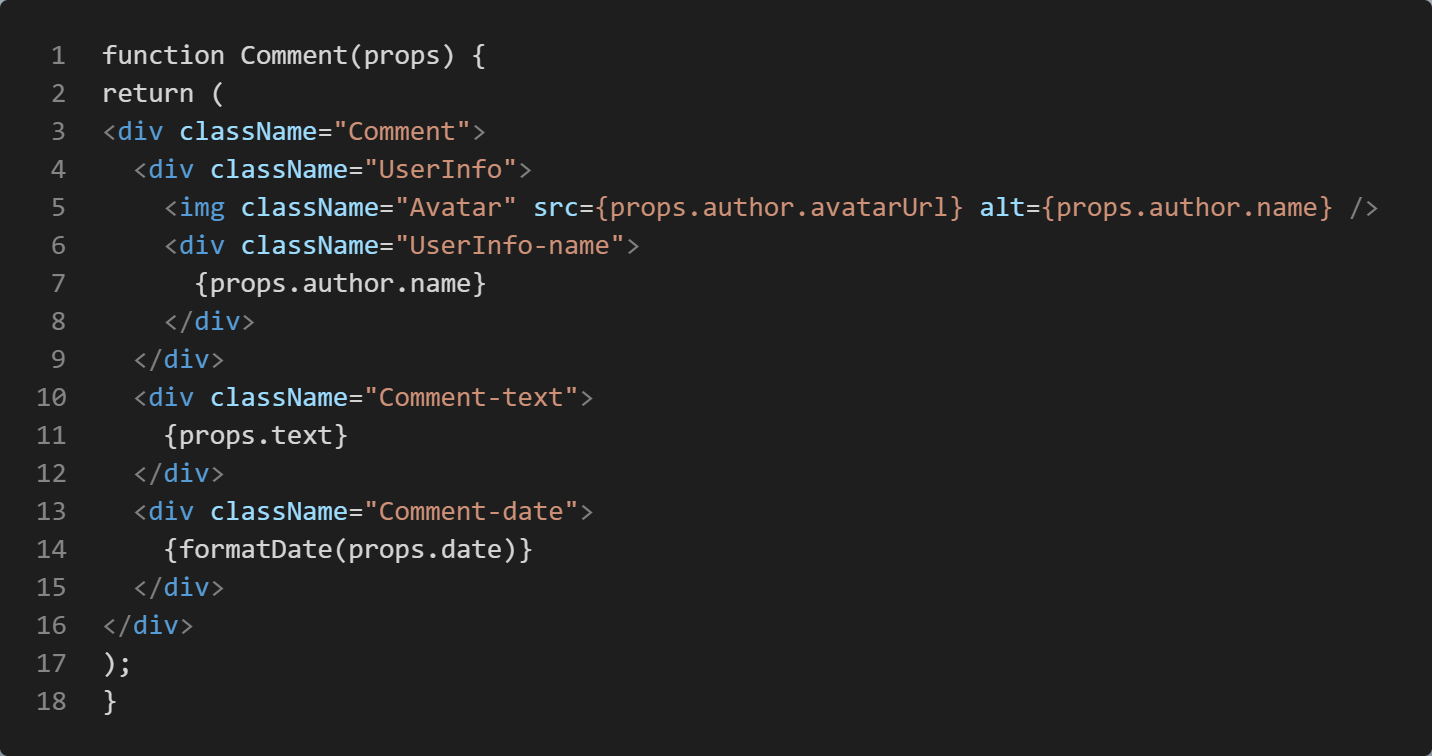 1 function Comment(props) {
2 return (
3 <div className="Comment">
4   <div className="UserInfo">
5     <img className="Avatar" src={props.author.avatarUrl} alt={props.author.name} />
6     <div className="UserInfo-name">
7       {props.author.name}
8     </div>
9   </div>
10   <div className="Comment-text">
11     {props.text}
12   </div>
13   <div className="Comment-date">
14     {formatDate(props.date)}
15   </div>
16 </div>
17 );
18 }